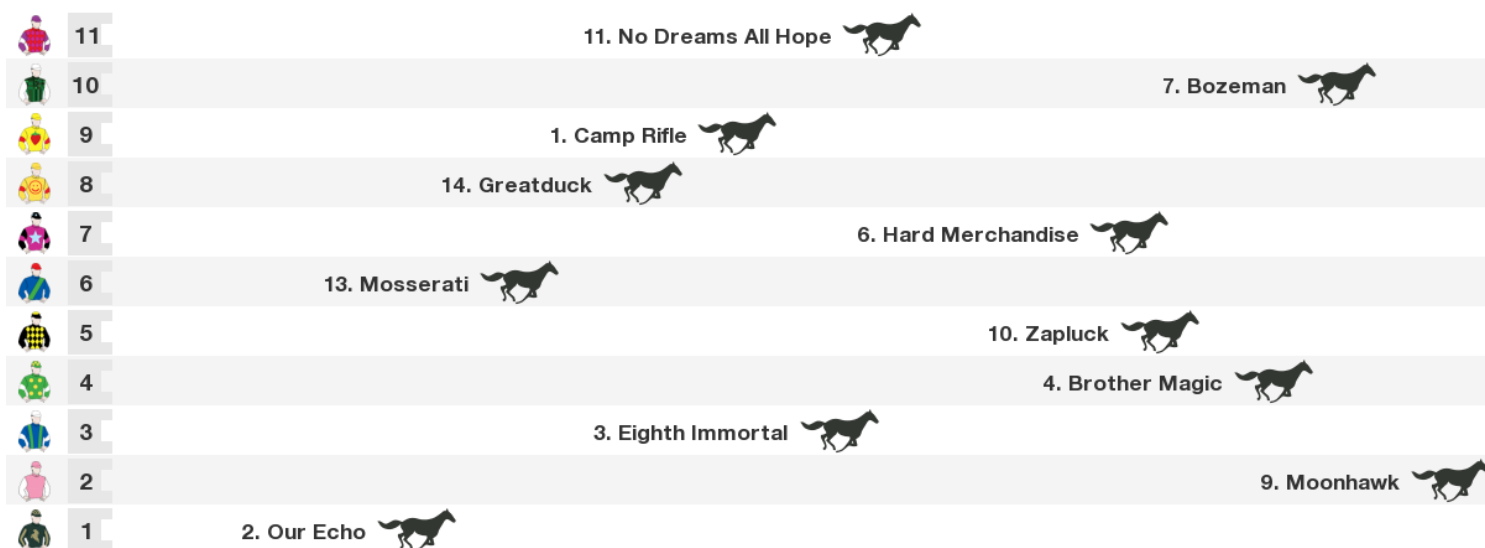 11 11. No Dreams All Hope
10 7. Bozeman
9 1. Camp Rifle
8 14. Greatduck
7 6. Hard Merchandise
6 13. Mosserati
5 10. Zapluck
4 4. Brother Magic
3 3. Eighth Immortal
2 9. Moonhawk
1 2. Our Echo